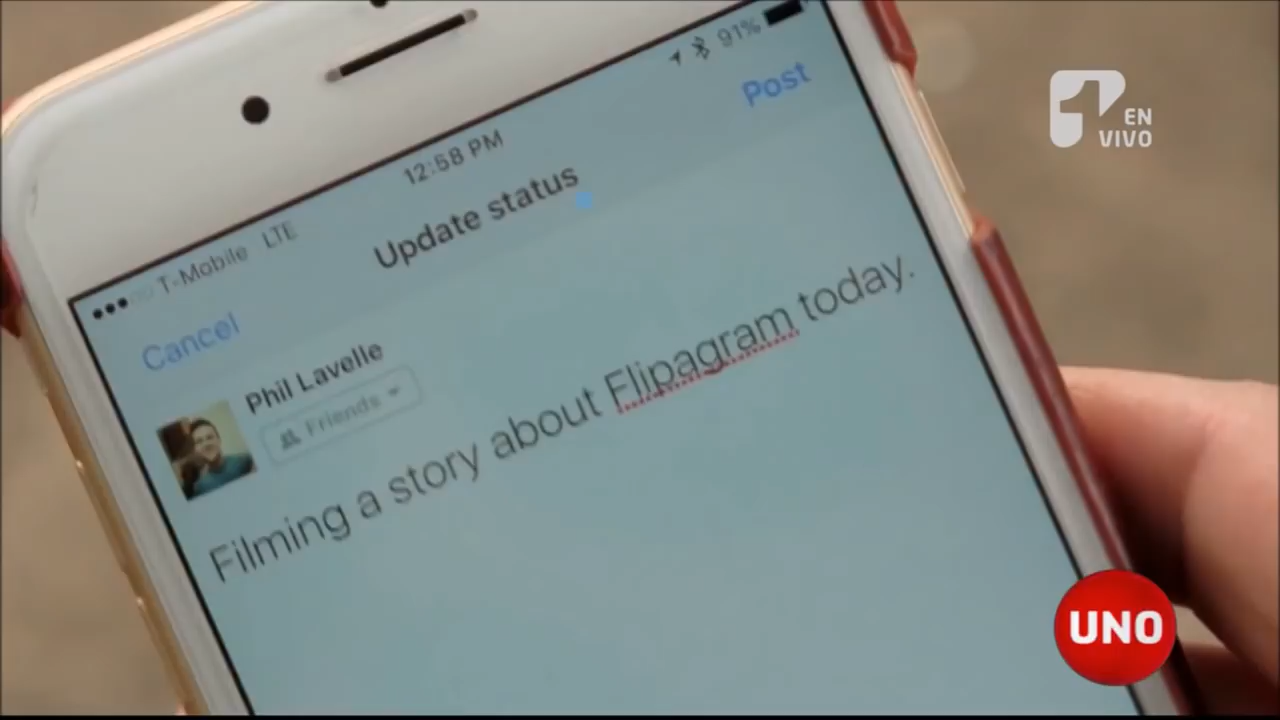 T-Mobile LTE 12:58 PM 91%
Cancel Update status Post
Phil Lavelle
Friends
Filming a story about Flipagram today.
1 EN
VIVO
UNO